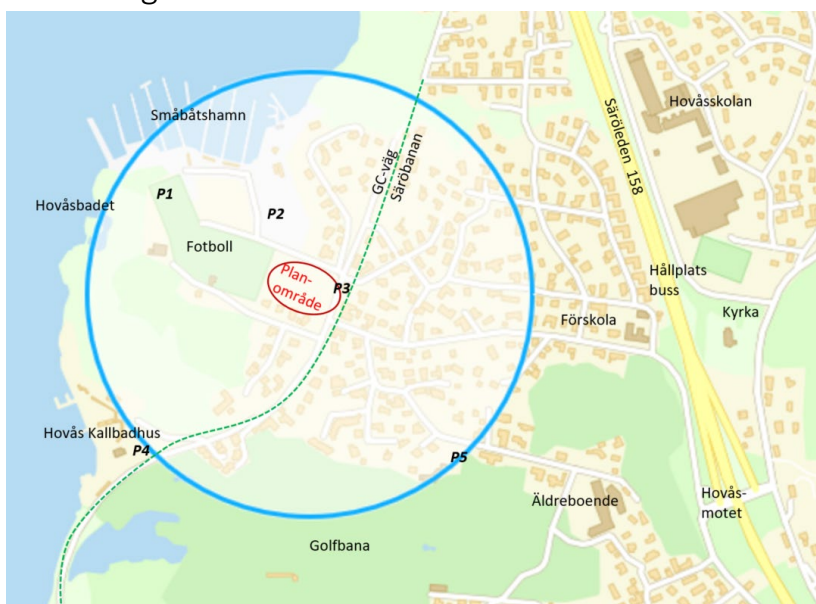 Småbåtshamn
Hovåsskolan
Säröleden 158
GC-väg
Säröbanan
P1
Hovåsbadet
P2
Fotboll
Plan-
område
P3
Hållplats
buss
Förskola
Kyrka
Hovås Kallbadhus
P4
P5
Äldreboende
Hovås-
motet
Golfbana